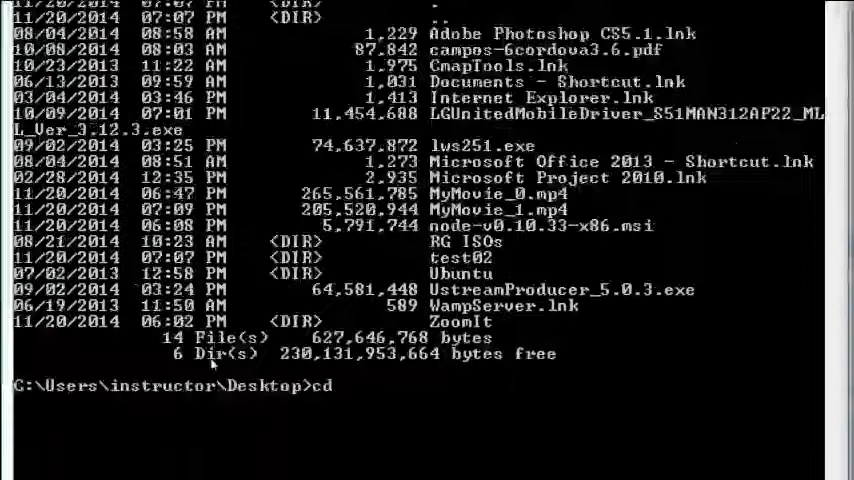 11/20/2014  07:07 PM    <DIR>          .
11/20/2014  07:07 PM    <DIR>          ..
08/04/2014  08:58 AM             1,229 Adobe Photoshop CS5.1.lnk
10/08/2014  08:03 AM            87,842 campos-6cordova3.6.pdf
10/23/2014  11:22 AM             1,975 CmapTools.lnk
06/13/2014  09:59 AM             1,031 Documents - Shortcut.lnk
03/04/2014  03:46 PM             1,413 Internet Explorer.lnk
10/09/2014  07:01 PM        11,454,688 LGUnitedMobileDriver_S51MAN312AP22_ML
L_Ver_3.12.3.exe
09/02/2014  03:25 PM        74,637,872 lws251.exe
08/04/2014  08:51 AM             1,273 Microsoft Office 2013 - Shortcut.lnk
02/28/2014  12:35 PM             2,935 Microsoft Project 2010.lnk
11/20/2014  06:47 PM       265,561,785 MyMovie_0.mp4
11/20/2014  07:09 PM       205,520,944 MyMovie_1.mp4
11/20/2014  06:08 PM         5,791,744 node-v0.10.33-x86.msi
08/21/2014  10:23 AM    <DIR>          RG ISOs
11/20/2014  07:07 PM    <DIR>          test02
07/02/2013  12:58 PM    <DIR>          Ubuntu
09/02/2014  03:24 PM        64,581,448 UstreamProducer_5.0.3.exe
06/19/2013  11:50 AM               589 WampServer.lnk
11/20/2014  06:02 PM    <DIR>          ZoomIt
14 File(s)    627,646,768 bytes
6 Dir(s)  230,131,953,664 bytes free
C:\Users\instructor\Desktop>cd